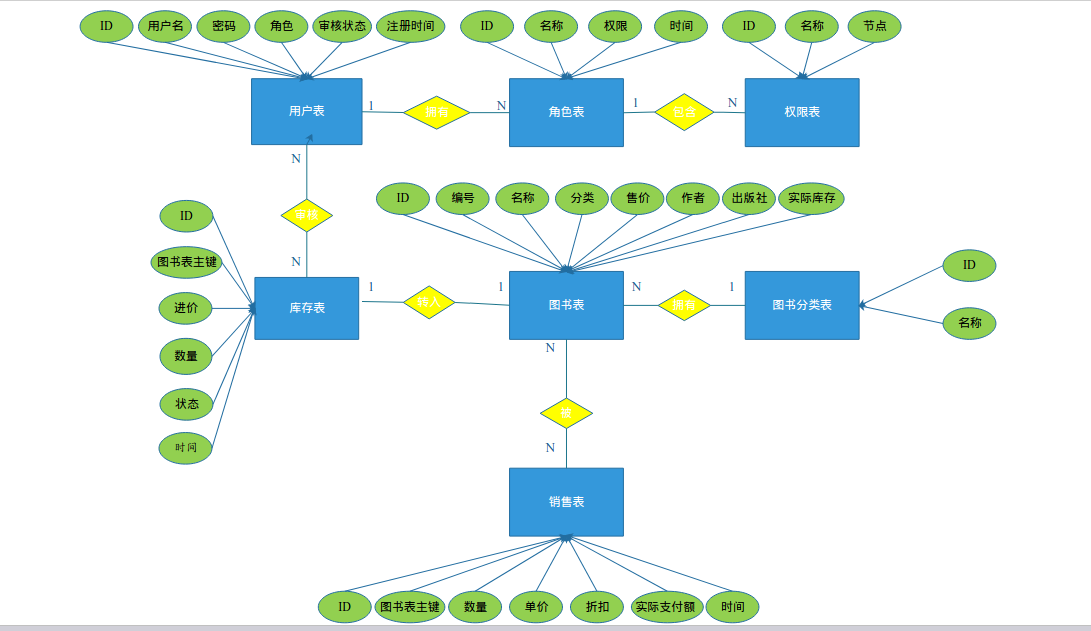 ID 用户名 密码 角色 审核状态 注册时间 ID 名称 权限 时间 ID 名称 节点
用户表 1 拥有 N 角色表 1 包含 N 权限表
N
审核
N
ID 编号 名称 分类 售价 作者 出版社 实际库存
ID
图书表主键
进价
数量
状态
时间
库存表 1 转入 1 图书表 N 拥有 1 图书分类表
ID
名称
N
被
N
销售表
ID 图书表主键 数量 单价 折扣 实际支付额 时间